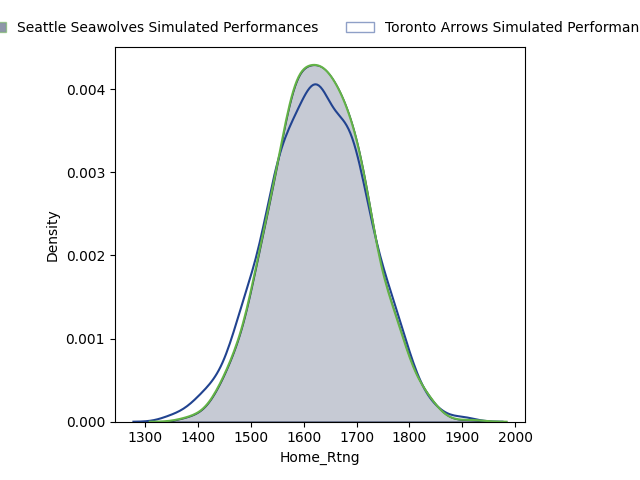 Seattle Seawolves Simulated Performances Toronto Arrows Simulated Performan
0.004
0.003
0.002
0.001
0.000
Density
1300 1400 1500 1600 1700 1800 1900 2000
Home_Rtng